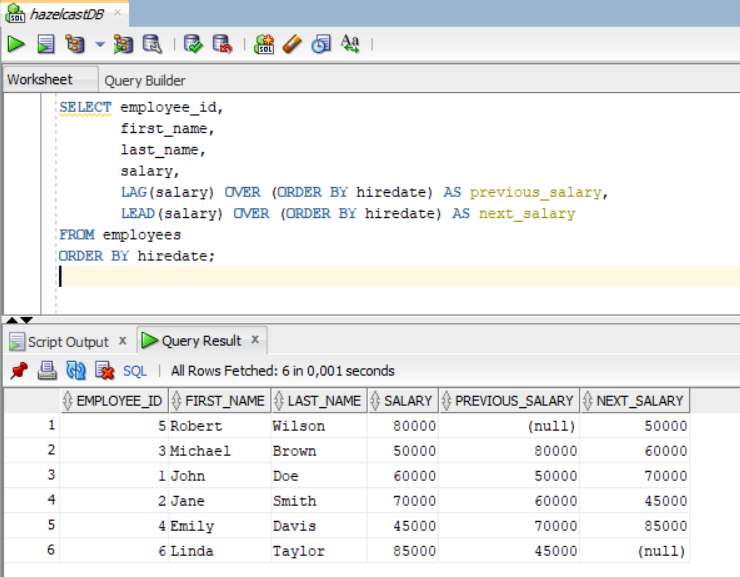 hazelcastDB
Worksheet Query Builder
SELECT employee_id,
first_name,
last_name,
salary,
LAG(salary) OVER (ORDER BY hiredate) AS previous_salary,
LEAD(salary) OVER (ORDER BY hiredate) AS next_salary
FROM employees
ORDER BY hiredate;
Script Output x Query Result x
SQL | All Rows Fetched: 6 in 0,001 seconds
EMPLOYEE_ID FIRST_NAME LAST_NAME SALARY PREVIOUS_SALARY NEXT_SALARY
1 5 Robert Wilson 80000 (null) 50000
2 3 Michael Brown 50000 80000 60000
3 1 John Doe 60000 50000 70000
4 2 Jane Smith 70000 60000 45000
5 4 Emily Davis 45000 70000 85000
6 6 Linda Taylor 85000 45000 (null)